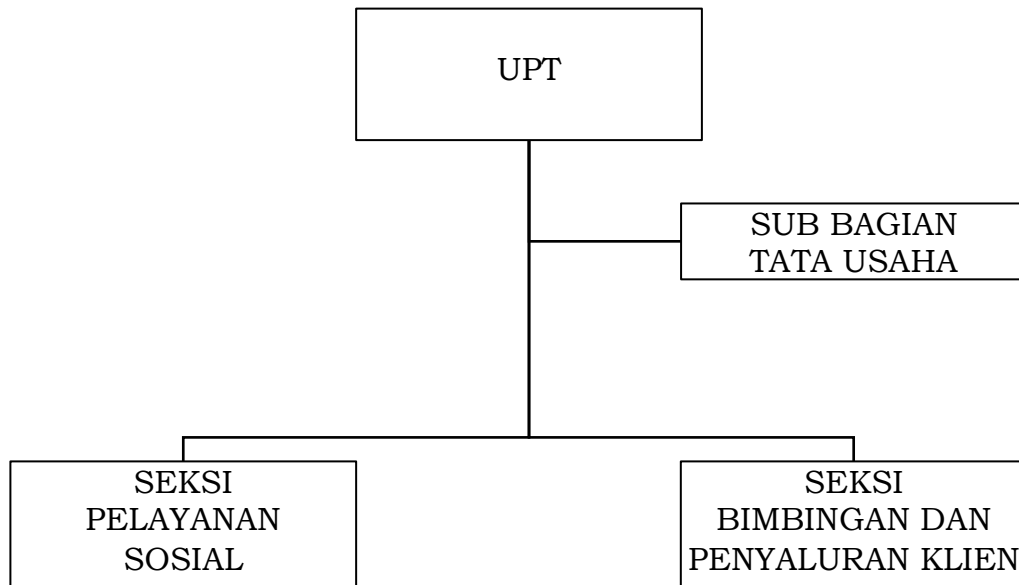 UPT
SUB BAGIAN
TATA USAHA
SEKSI
PELAYANAN
SOSIAL
SEKSI
BIMBINGAN DAN
PENYALURAN KLIEN